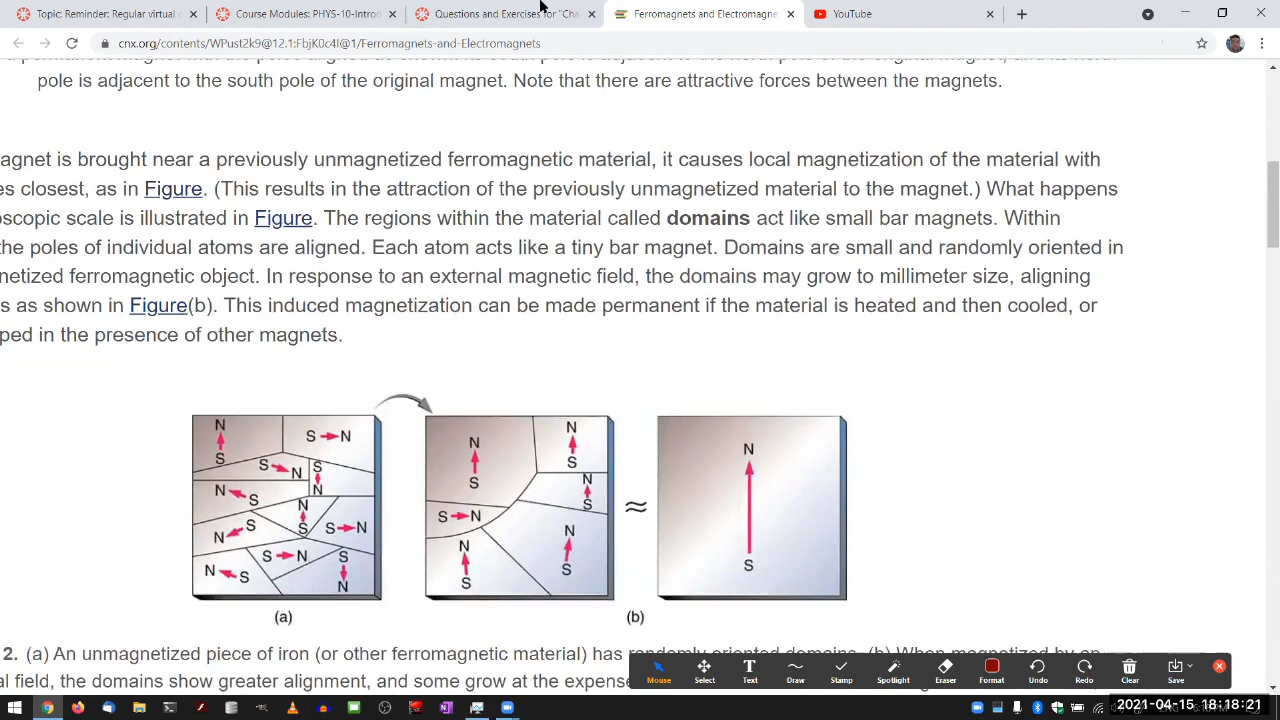 Topic: Reminder: Regular virtual
Course Modules: PHYS-10-Introd
Questions and Exercises
"Cha
Ferromagnets and Electromagne
YouTube
cnx.org/contents/WPust2k9@12.1:FbjK0c4l@1/Ferromagnets-and-Electromagnets
pole is adjacent to the south pole of the original magnet. Note that there are attractive forces between the magnets.
agnet is brought near a previously unmagnetized ferromagnetic material, it causes local magnetization of the material with
es closest, as in Figure. (This results in the attraction of the previously unmagnetized material to the magnet.) What happens
oscopic scale is illustrated in Figure. The regions within the material called domains act like small bar magnets. Within
the poles of individual atoms are aligned. Each atom acts like a tiny bar magnet. Domains are small and randomly oriented in
netized ferromagnetic object. In response to an external magnetic field, the domains may grow to millimeter size, aligning
s as shown in Figure(b). This induced magnetization can be made permanent if the material is heated and then cooled, or
ped in the presence of other magnets.
N S S N S N S N N S N S N S S N N S S N S N
N S N S N S S N N S N S
≈
N S
(a)
(b)
2. (a) An unmagnetized piece of iron (or other ferromagnetic material) has randomly oriented domains. (b) When magnetized by an
al field, the domains show greater alignment, and some grow at the expense
Mouse Select Text Draw Stamp Spotlight Eraser Format Undo Redo Clear Save
2021-04-15 18:18:21